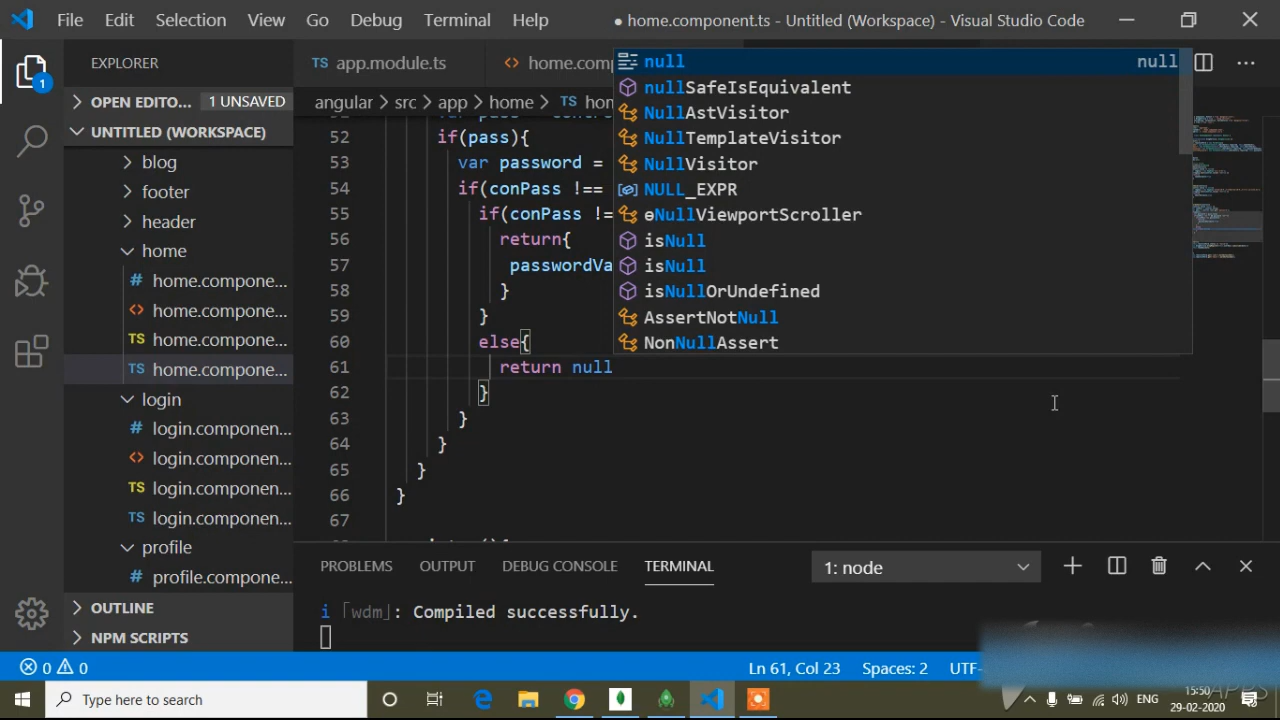 File Edit Selection View Go Debug Terminal Help ● home.component.ts - Untitled (Workspace) - Visual Studio Code
EXPLORER
OPEN EDITO... 1 UNSAVED
UNTITLED (WORKSPACE)
blog
footer
header
home
# home.compone...
<> home.compone...
TS home.compone...
TS home.compone...
login
# login.componen...
<> login.componen...
TS login.componen...
TS login.componen...
profile
# profile.compone...
OUTLINE
NPM SCRIPTS
1
TS app.module.ts <> home.comp
angular > src > app > home > TS hom
52 if(pass){
53 var password =
54 if(conPass !==
55 if(conPass !=
56 return{
57 passwordVa
58 }
59 }
60 else{
61 return null
62 }
63 }
64 }
65 }
66 }
67
null null
nullSafeIsEquivalent
NullAstVisitor
NullTemplateVisitor
NullVisitor
NULL_EXPR
ɵNullViewportScroller
isNull
isNull
isNullOrUndefined
AssertNotNull
NonNullAssert
PROBLEMS OUTPUT DEBUG CONSOLE TERMINAL 1: node
i ｢wdm｣: Compiled successfully.
0 0 Ln 61, Col 23 Spaces: 2 UTF-
Type here to search
ENG 15:50
29-02-2020
APPS